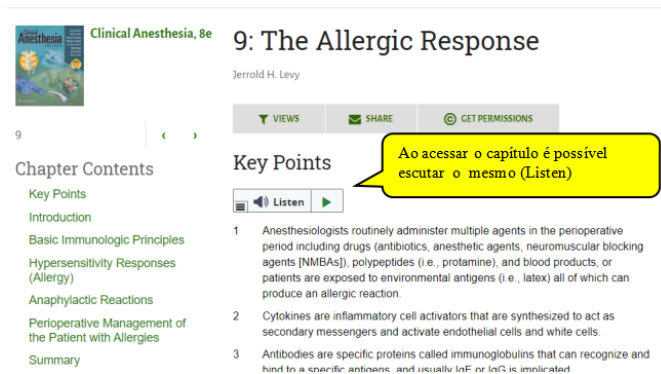 Clinical Anesthesia, 8e
9: The Allergic Response
Jerrold H. Levy
VIEWS
SHARE
GET PERMISSIONS
9
Chapter Contents
Key Points
Introduction
Basic Immunologic Principles
Hypersensitivity Responses
(Allergy)
Anaphylactic Reactions
Perioperative Management of
the Patient with Allergies
Summary
Key Points
Ao acessar o capítulo é possível
escutar o mesmo (Listen)
Listen
1 Anesthesiologists routinely administer multiple agents in the perioperative
period including drugs (antibiotics, anesthetic agents, neuromuscular blocking
agents [NMBAs]), polypeptides (i.e., protamine), and blood products, or
patients are exposed to environmental antigens (i.e., latex) all of which can
produce an allergic reaction.
2 Cytokines are inflammatory cell activators that are synthesized to act as
secondary messengers and activate endothelial cells and white cells.
3 Antibodies are specific proteins called immunoglobulins that can recognize and
bind to a specific antigens, and usually IgE or IgG is implicated